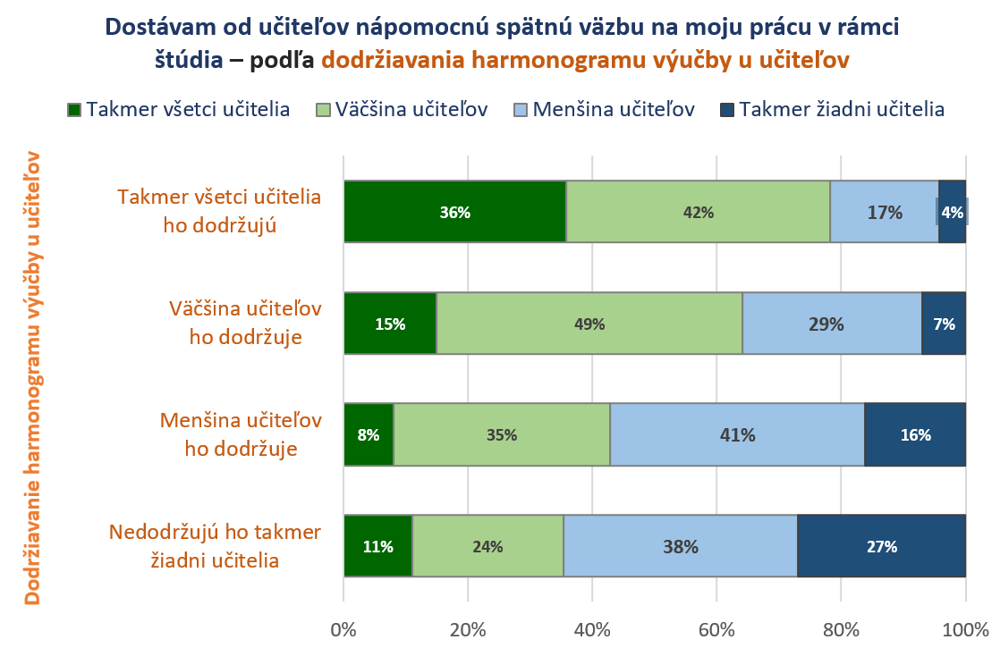 Dostávam od učiteľov nápomocnú spätnú väzbu na moju prácu v rámci
štúdia – podľa dodržiavania harmonogramu výučby u učiteľov
Takmer všetci učitelia Väčšina učiteľov Menšina učiteľov Takmer žiadni učitelia
Dodržiavanie harmonogramu výučby u učiteľov
Takmer všetci učitelia
ho dodržujú
36% 42% 17% 4%
Väčšina učiteľov
ho dodržuje
15% 49% 29% 7%
Menšina učiteľov
ho dodržuje
8% 35% 41% 16%
Nedodržujú ho takmer
žiadni učitelia
11% 24% 38% 27%
0% 20% 40% 60% 80% 100%